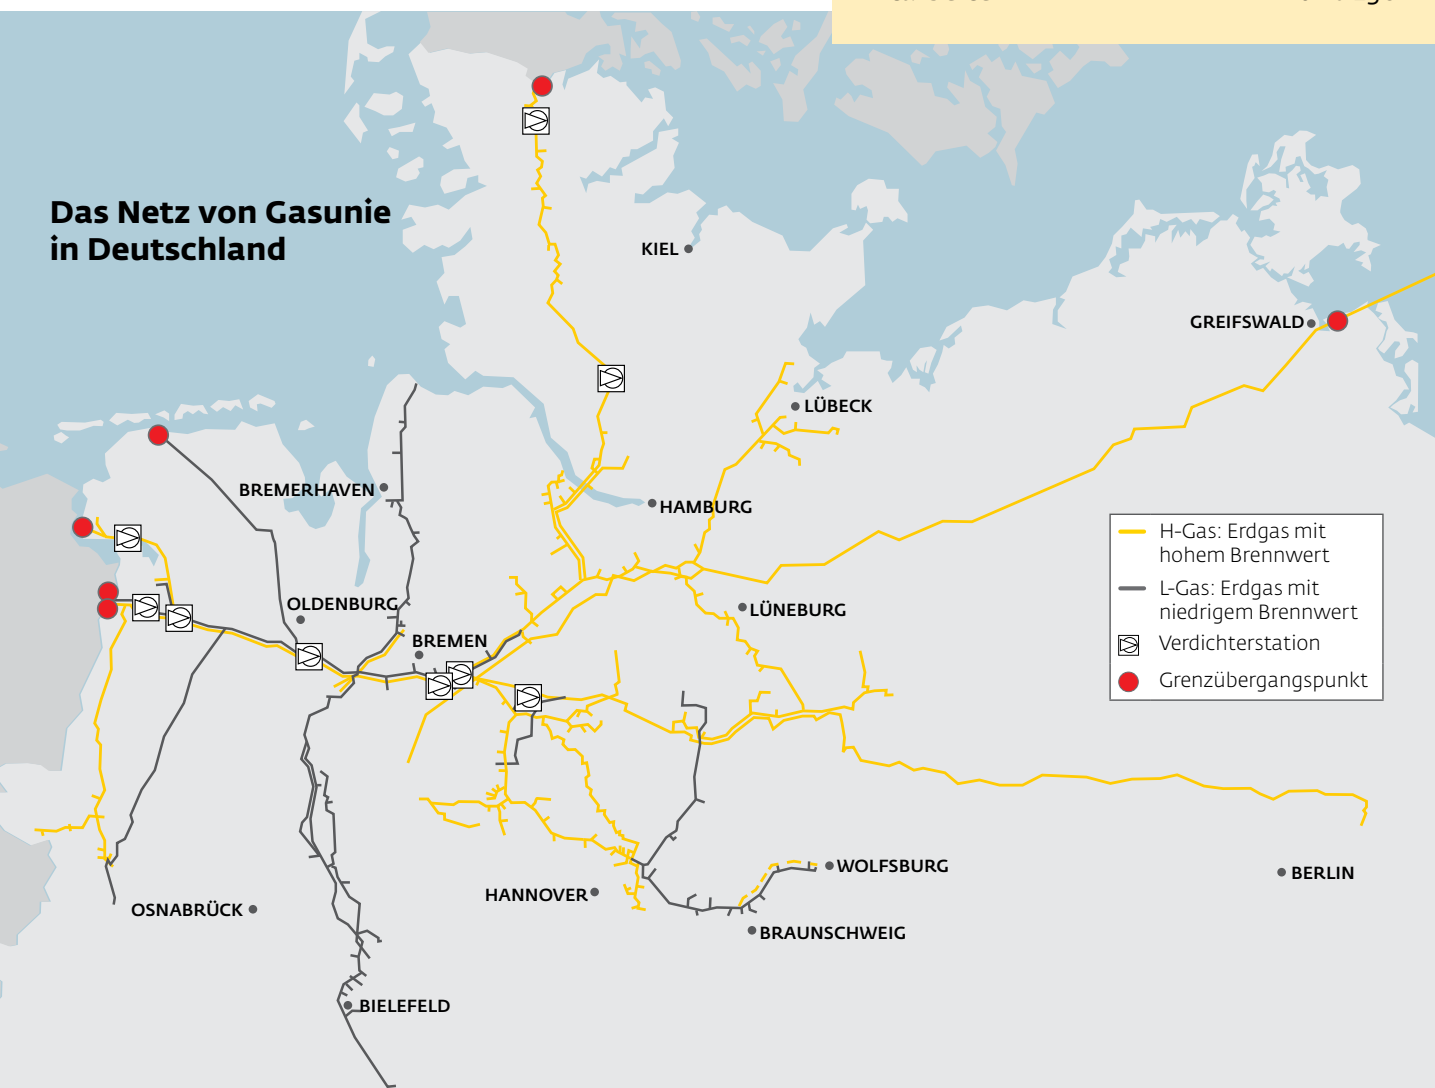 Das Netz von Gasunie
in Deutschland
KIEL
GREIFSWALD
LÜBECK
BREMERHAVEN
HAMBURG
H-Gas: Erdgas mit
hohem Brennwert
L-Gas: Erdgas mit
niedrigem Brennwert
Verdichterstation
Grenzübergangspunkt
OLDENBURG
LÜNEBURG
BREMEN
WOLFSBURG
BERLIN
HANNOVER
OSNABRÜCK
BRAUNSCHWEIG
BIELEFELD